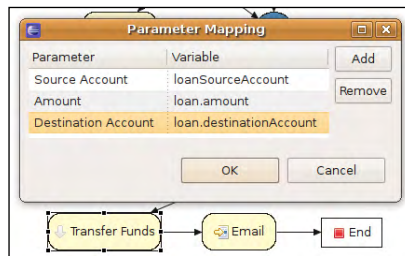 Parameter Mapping
Parameter Variable Add
Source Account loanSourceAccount
Amount loan.amount Remove
Destination Account loan.destinationAccount
OK Cancel
Transfer Funds Email End